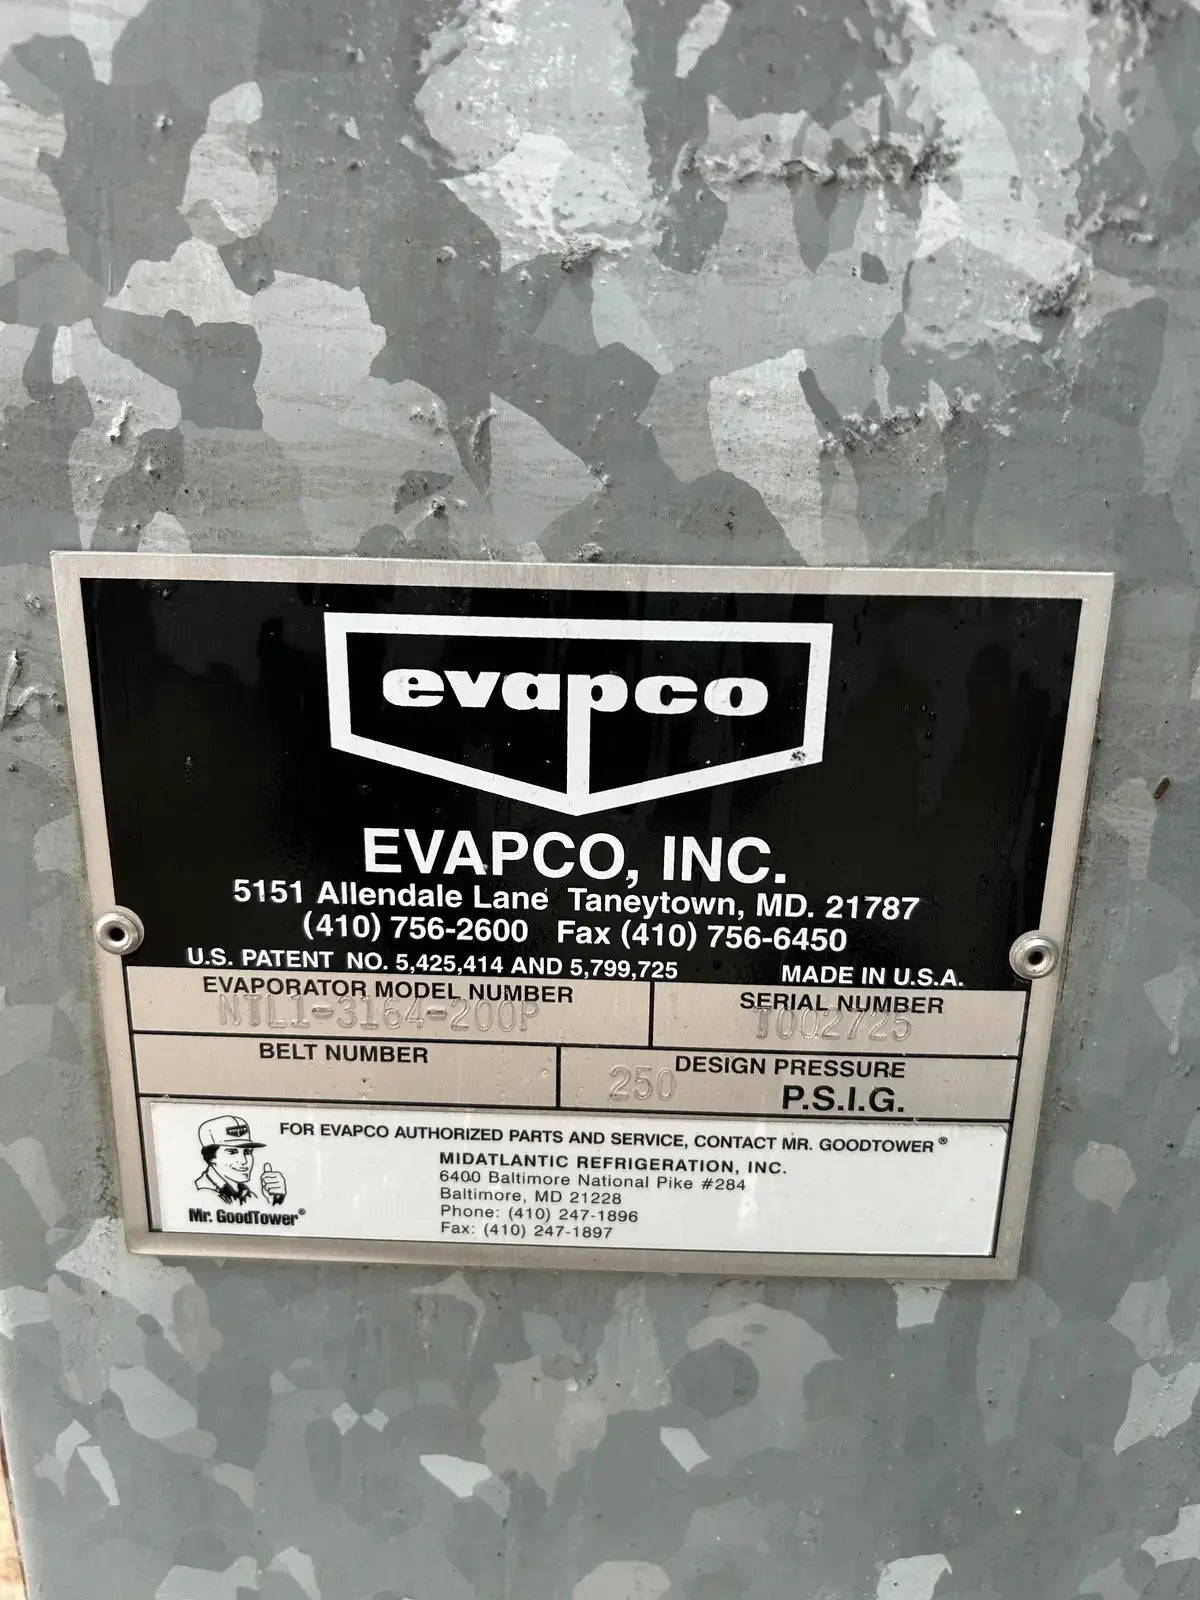 evapco
EVAPCO, INC.
5151 Allendale Lane Taneytown, MD. 21787
(410) 756-2600 Fax (410) 756-6450
U.S. PATENT NO. 5,425,414 AND 5,799,725 MADE IN U.S.A.
EVAPORATOR MODEL NUMBER
NTL1-3164-200P
SERIAL NUMBER
T002725
BELT NUMBER
DESIGN PRESSURE
250 P.S.I.G.
FOR EVAPCO AUTHORIZED PARTS AND SERVICE, CONTACT MR. GOODTOWER®
MIDATLANTIC REFRIGERATION, INC.
6400 Baltimore National Pike #284
Baltimore, MD 21228
Phone: (410) 247-1896
Fax: (410) 247-1897
Mr. GoodTower®